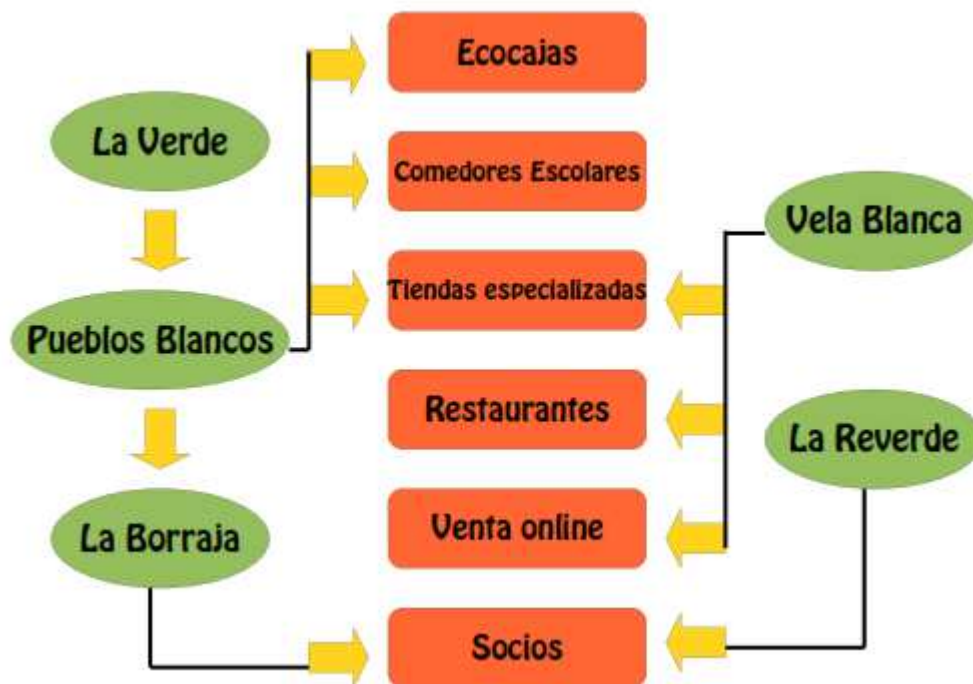 Ecocajas
La Verde
Comedores Escolares
Vela Blanca
Tiendas especializadas
Pueblos Blancos
Restaurantes
La Reverde
Venta online
La Borraja
Socios